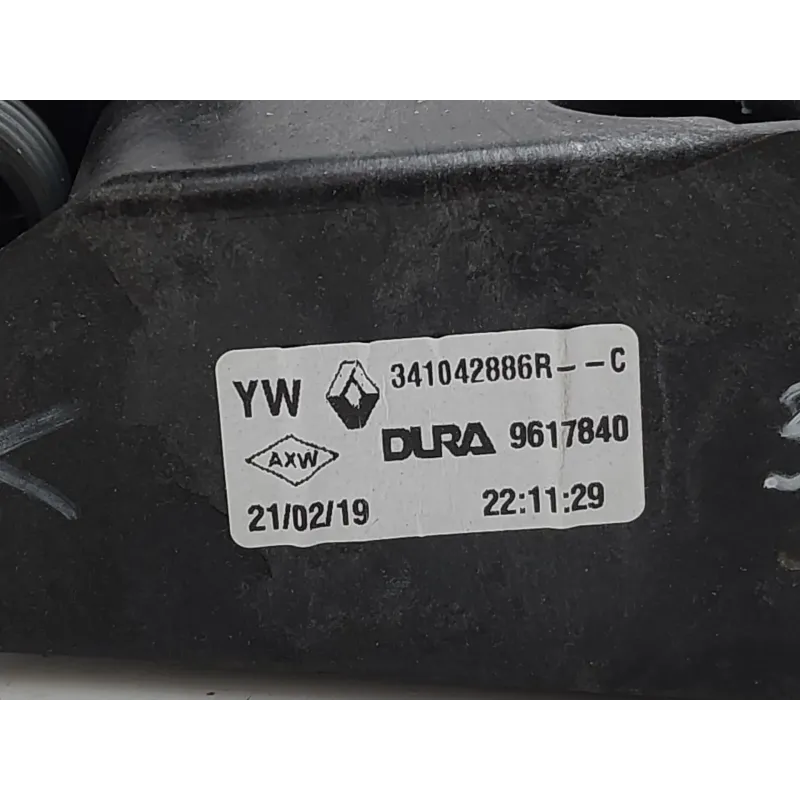 YW 341042886R--C
AXW DURA 9617840
21/02/19 22:11:29